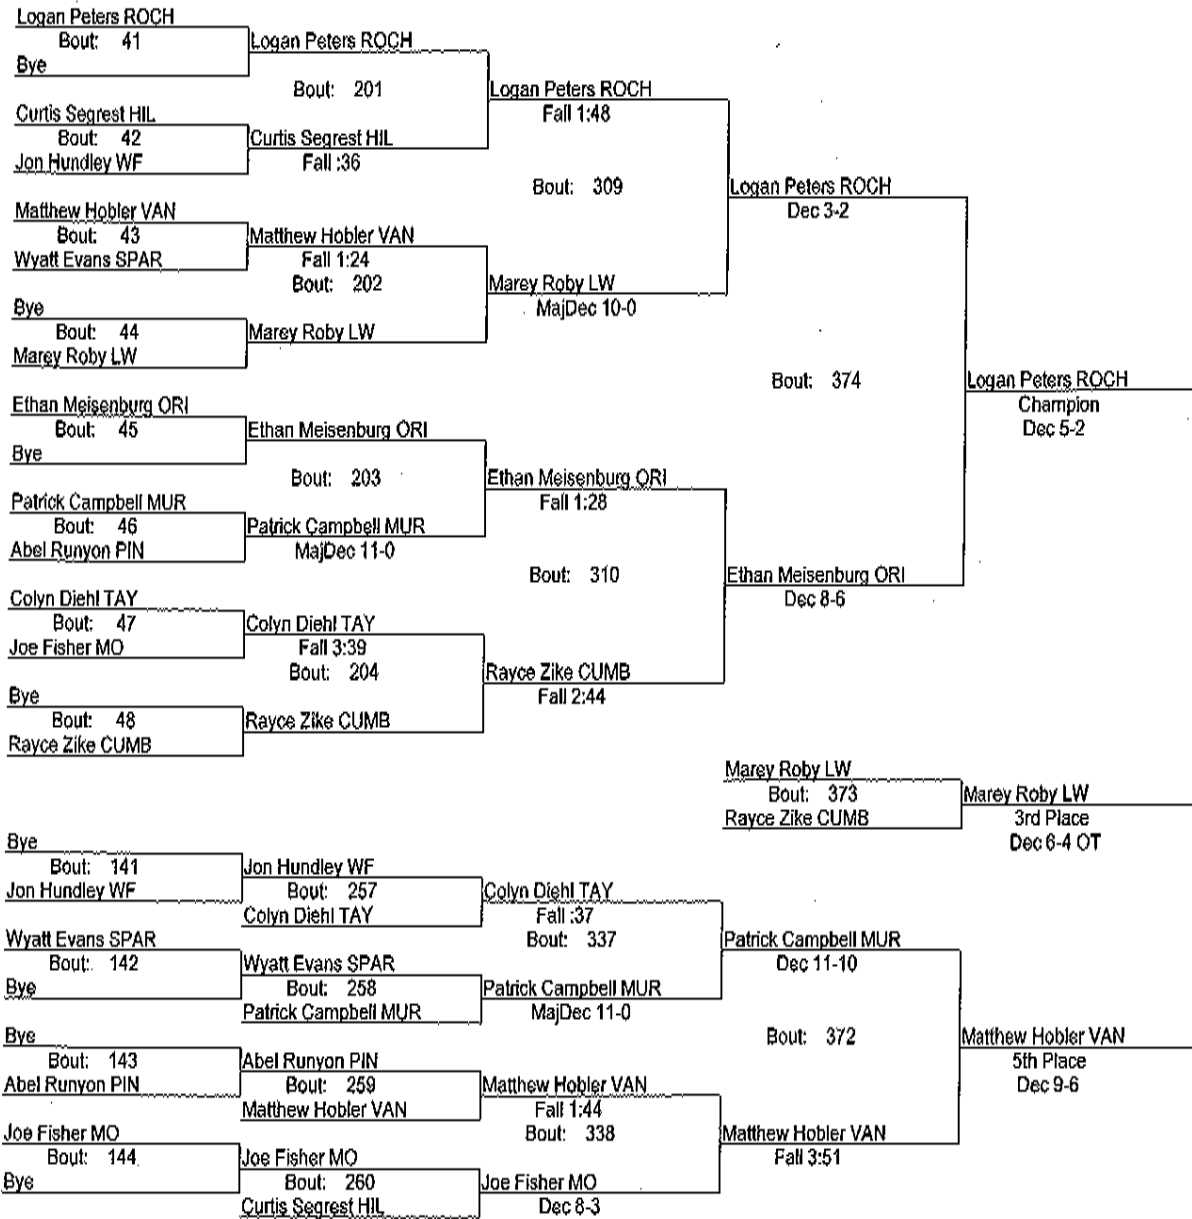 Logan Peters ROCH
Bout: 41
Bye
Logan Peters ROCH
Bout: 201
Curtis Segrest HIL
Bout: 42
Jon Hundley WF
Curtis Segrest HIL
Fall :36
Logan Peters ROCH
Fall 1:48
Bout: 309
Matthew Hobler VAN
Bout: 43
Wyatt Evans SPAR
Matthew Hobler VAN
Fall 1:24
Bout: 202
Bye
Bout: 44
Marey Roby LW
Marey Roby LW
Marey Roby LW
MajDec 10-0
Logan Peters ROCH
Dec 3-2
Bout: 374
Ethan Meisenburg ORI
Bout: 45
Bye
Ethan Meisenburg ORI
Bout: 203
Patrick Campbell MUR
Bout: 46
Abel Runyon PIN
Patrick Campbell MUR
MajDec 11-0
Ethan Meisenburg ORI
Fall 1:28
Bout: 310
Colyn Diehl TAY
Bout: 47
Joe Fisher MO
Colyn Diehl TAY
Fall 3:39
Bout: 204
Bye
Bout: 48
Rayce Zike CUMB
Rayce Zike CUMB
Rayce Zike CUMB
Fall 2:44
Ethan Meisenburg ORI
Dec 8-6
Logan Peters ROCH
Champion
Dec 5-2
Marey Roby LW
Bout: 373
Rayce Zike CUMB
Marey Roby LW
3rd Place
Dec 6-4 OT
Bye
Bout: 141
Jon Hundley WF
Jon Hundley WF
Bout: 257
Colyn Diehl TAY
Colyn Diehl TAY
Fall :37
Bout: 337
Wyatt Evans SPAR
Bout: 142
Bye
Wyatt Evans SPAR
Bout: 258
Patrick Campbell MUR
Patrick Campbell MUR
MajDec 11-0
Patrick Campbell MUR
Dec 11-10
Bout: 372
Bye
Bout: 143
Abel Runyon PIN
Abel Runyon PIN
Bout: 259
Matthew Hobler VAN
Matthew Hobler VAN
Fall 1:44
Bout: 338
Joe Fisher MO
Bout: 144
Bye
Joe Fisher MO
Bout: 260
Curtis Segrest HIL
Joe Fisher MO
Dec 8-3
Matthew Hobler VAN
Fall 3:51
Matthew Hobler VAN
5th Place
Dec 9-6